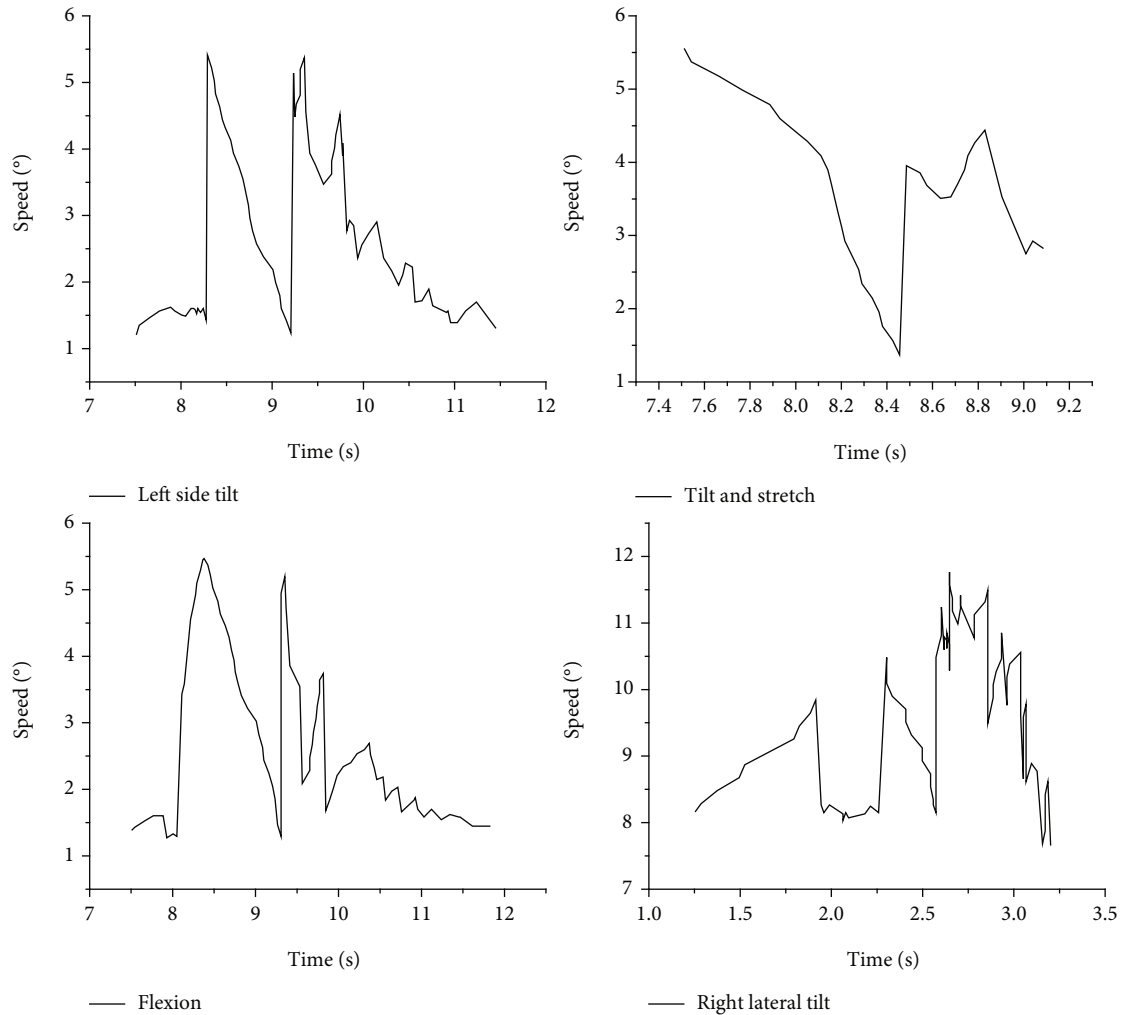 6
5
4
3
2
1
Speed (°)
7 8 9 10 11 12
Time (s)
Left side tilt
6
5
4
3
2
1
Speed (°)
7.4 7.6 7.8 8.0 8.2 8.4 8.6 8.8 9.0 9.2
Time (s)
Tilt and stretch
6
5
4
3
2
1
Speed (°)
7 8 9 10 11 12
Time (s)
Flexion
12
11
10
9
8
7
Speed (°)
1.0 1.5 2.0 2.5 3.0 3.5
Time (s)
Right lateral tilt